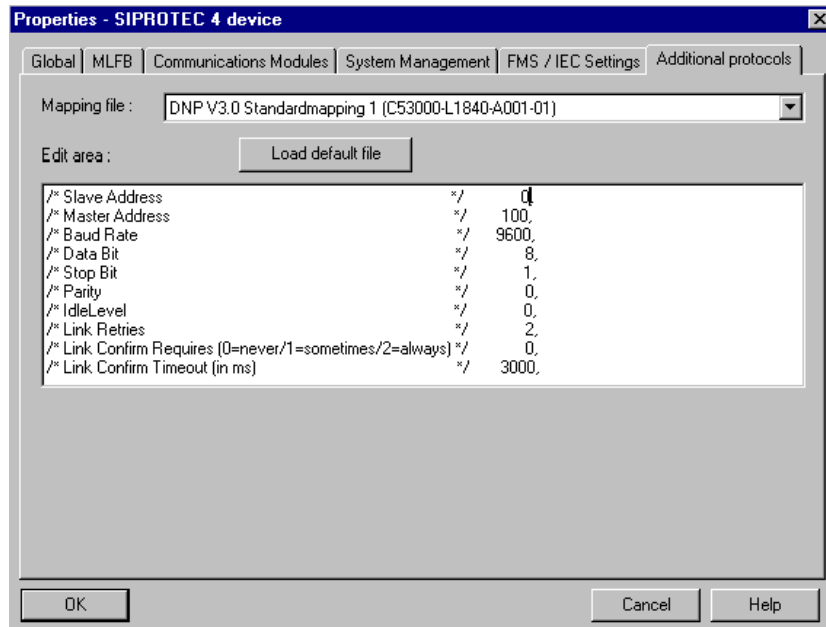 Properties - SIPROTEC 4 device
Global MLFB Communications Modules System Management FMS / IEC Settings Additional protocols
Mapping file : DNP V3.0 Standardmapping 1 (C53000-L1840-A001-01)
Edit area : Load default file
/* Slave Address */ 0
/* Master Address */ 100,
/* Baud Rate */ 9600,
/* Data Bit */ 8,
/* Stop Bit */ 1,
/* Parity */ 0,
/* IdleLevel */ 0,
/* Link Retries */ 2,
/* Link Confirm Requires (0=never/1=sometimes/2=always) */ 0,
/* Link Confirm Timeout (in ms) */ 3000,
OK Cancel Help